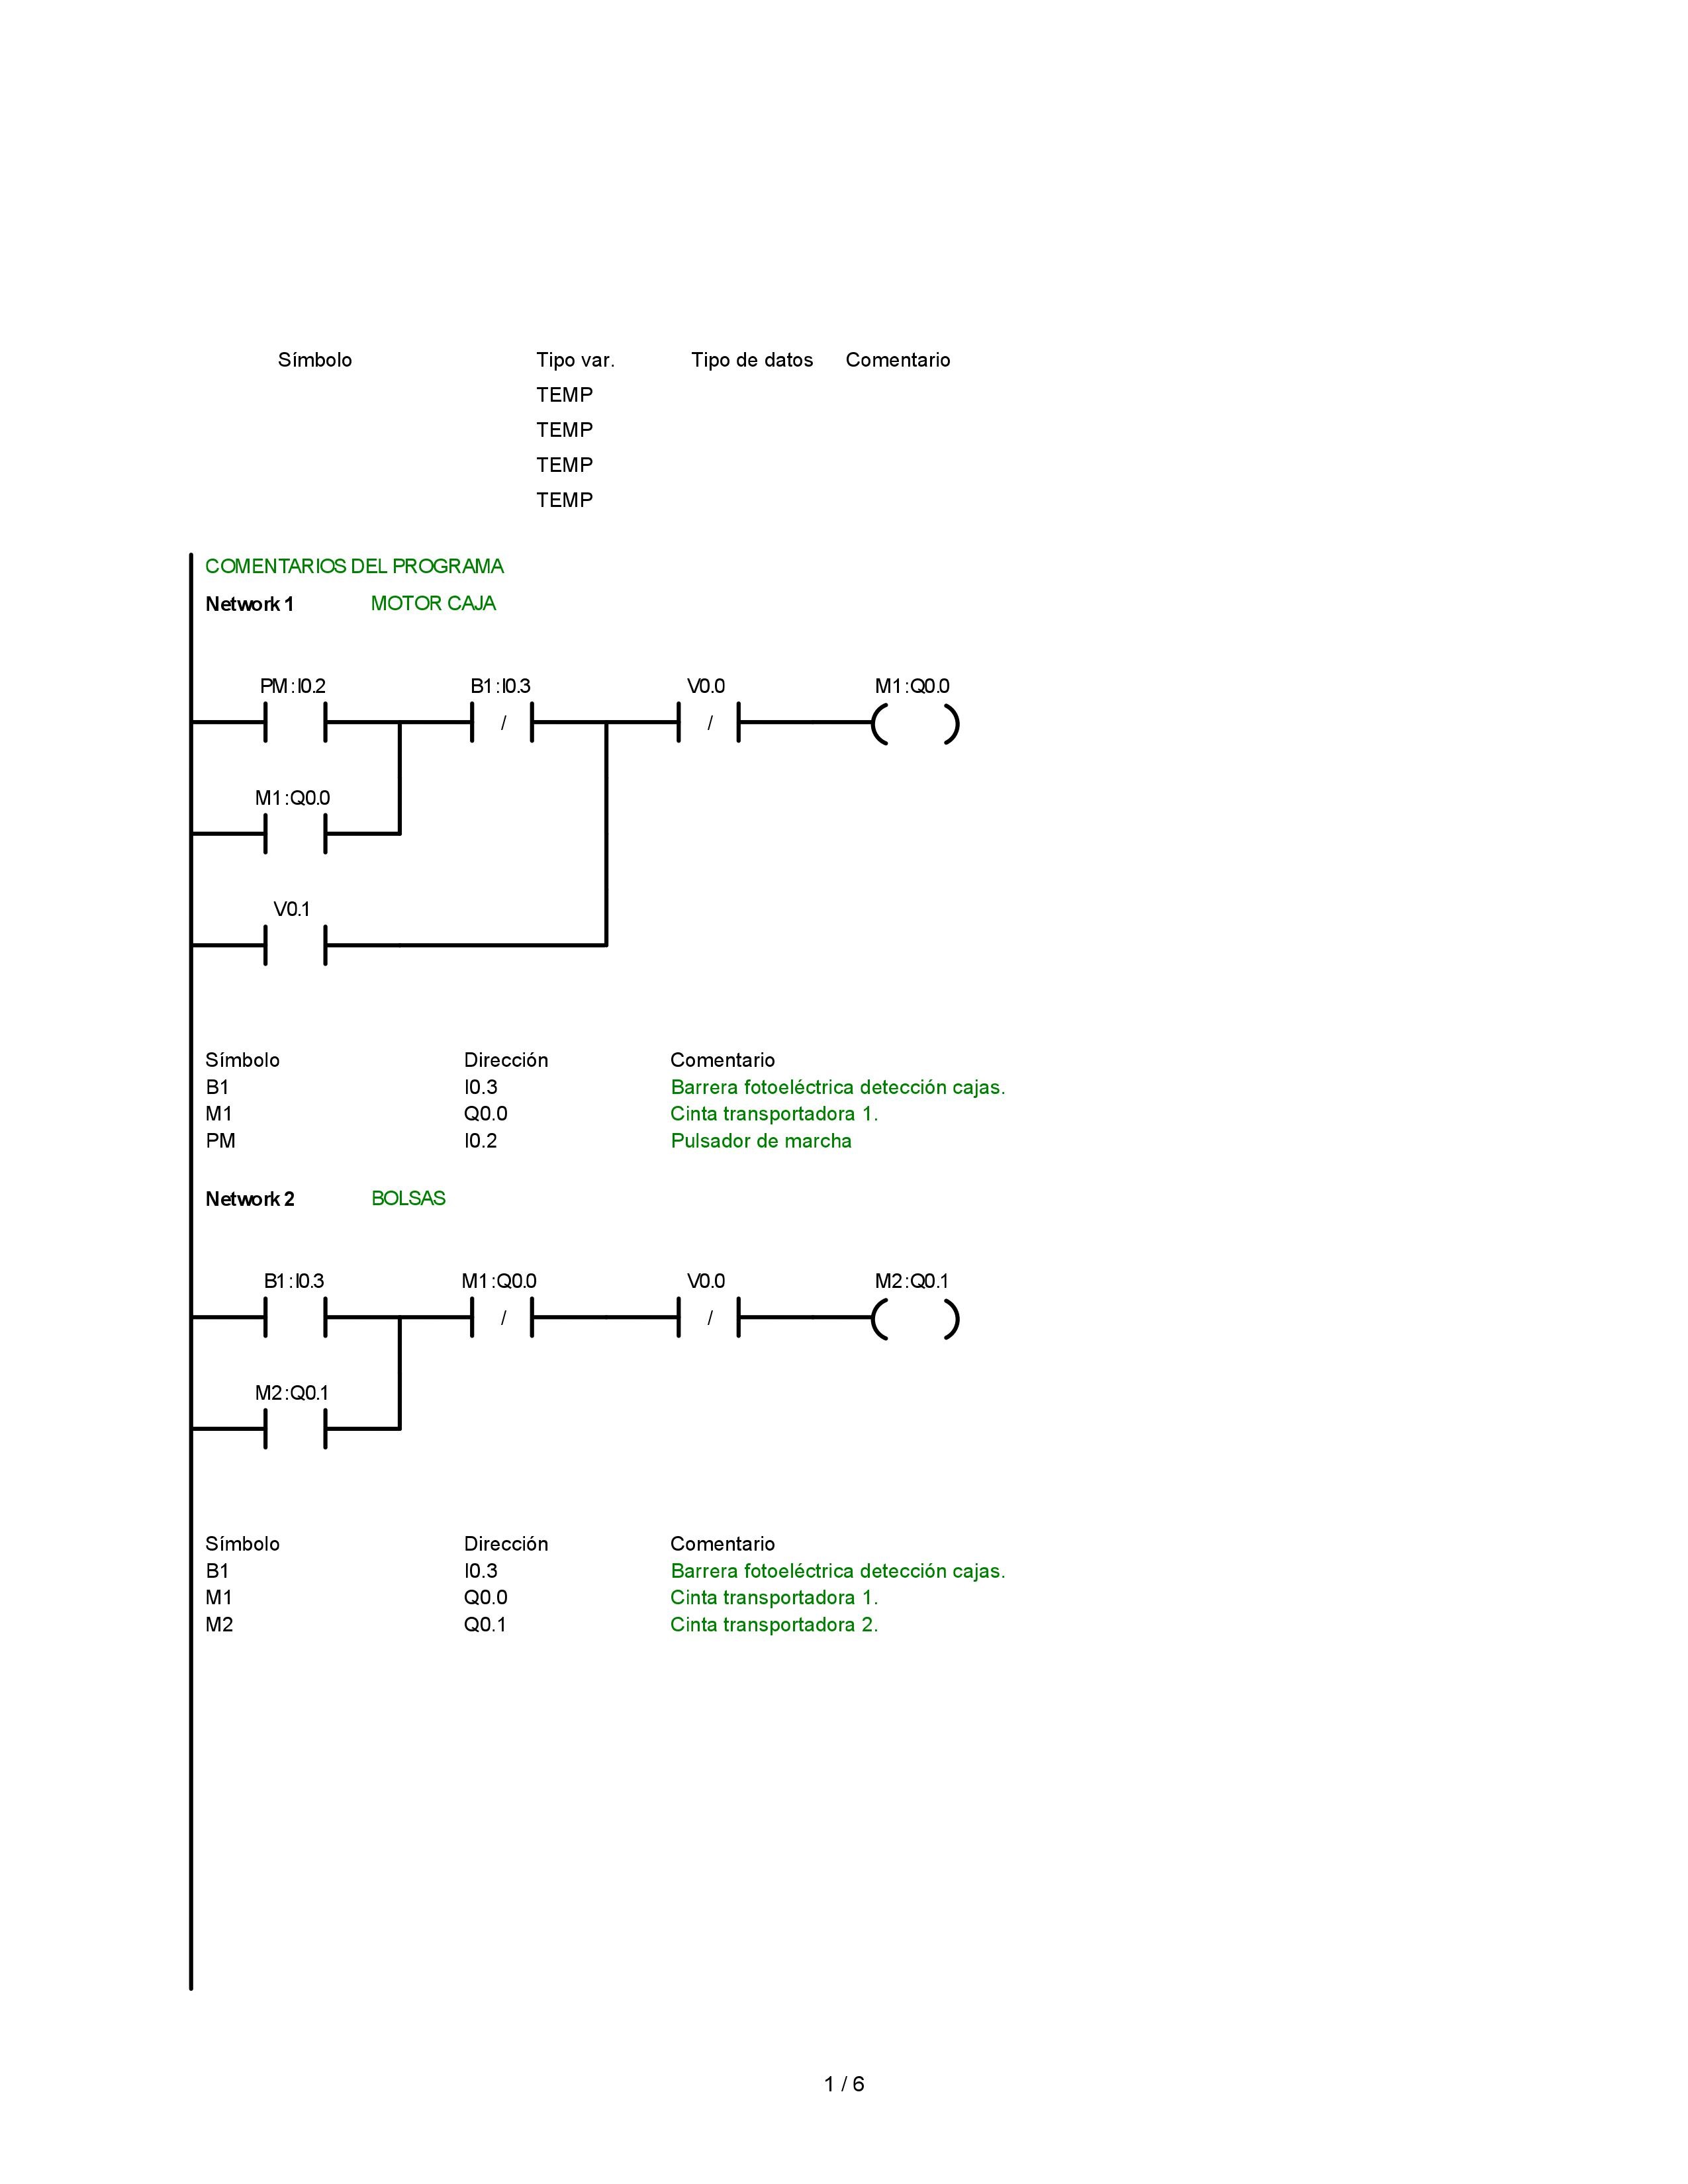 Símbolo Tipo var. Tipo de datos Comentario
TEMP
TEMP
TEMP
TEMP
COMENTARIOS DEL PROGRAMA
Network 1 MOTOR CAJA
PM:I0.2 B1:I0.3 V0.0 M1:Q0.0
/ /
M1:Q0.0
V0.1
Símbolo Dirección Comentario
B1 I0.3 Barrera fotoeléctrica detección cajas.
M1 Q0.0 Cinta transportadora 1.
PM I0.2 Pulsador de marcha
Network 2 BOLSAS
B1:I0.3 M1:Q0.0 V0.0 M2:Q0.1
/ /
M2:Q0.1
Símbolo Dirección Comentario
B1 I0.3 Barrera fotoeléctrica detección cajas.
M1 Q0.0 Cinta transportadora 1.
M2 Q0.1 Cinta transportadora 2.
1 / 6